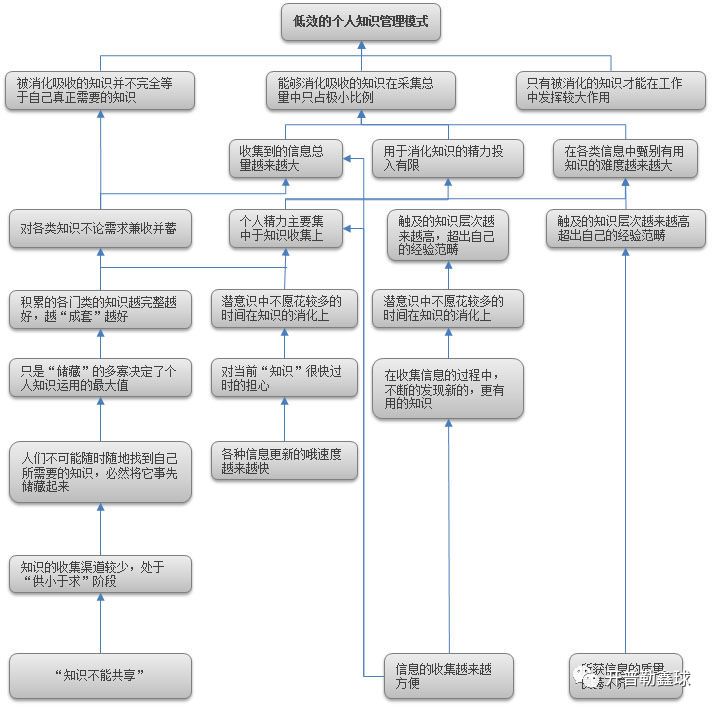 低效的个人知识管理模式
被消化吸收的知识并不完全等
于自己真正需要的知识
能够消化吸收的知识在采集总
量中只占极小比例
只有被消化的知识才能在工作
中发挥较大作用
收集到的信息总
量越来越大
用于消化知识的精力投
入有限
在各类信息中甄别有用
知识的难度越来越大
对各类知识不论需求兼收并蓄
个人精力主要集
中于知识收集上
触及的知识层次越
来越高，超出自己
的经验范畴
触及的知识层次越来越高
超出自己的经验范畴
积累的各门类的知识越完整越
好，越“成套”越好
潜意识中不愿花较多的
时间在知识的消化上
潜意识中不愿花较多的
时间在知识的消化上
只是“储藏”的多寡决定了个
人知识运用的最大值
对当前“知识”很快过
时的担心
在收集信息的过程中，
不断的发现新的，更有
用的知识
人们不可能随时随地找到自己
所需要的知识，必然将它事先
储藏起来
各种信息更新的哦速度
越来越快
知识的收集渠道较少，处于
“供小于求”阶段
“知识不能共享”
信息的收集越来越
方便
所获信息的质量
开普勒鑫球